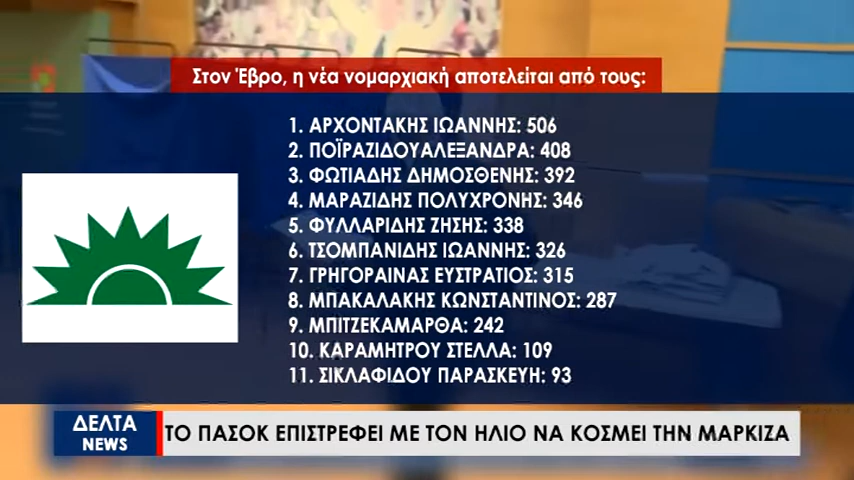 Στον Έβρο, η νέα νομαρχιακή αποτελείται από τους:
1. ΑΡΧΟΝΤΑΚΗΣ ΙΩΑΝΝΗΣ: 506
2. ΠΟΪΡΑΖΙΔΟΥΑΛΕΞΑΝΔΡΑ: 408
3. ΦΩΤΙΑΔΗΣ ΔΗΜΟΣΘΕΝΗΣ: 392
4. ΜΑΡΑΖΙΔΗΣ ΠΟΛΥΧΡΟΝΗΣ: 346
5. ΦΥΛΛΑΡΙΔΗΣ ΖΗΣΗΣ: 338
6. ΤΣΟΜΠΑΝΙΔΗΣ ΙΩΑΝΝΗΣ: 326
7. ΓΡΗΓΟΡΑΙΝΑΣ ΕΥΣΤΡΑΤΙΟΣ: 315
8. ΜΠΑΚΑΛΑΚΗΣ ΚΩΝΣΤΑΝΤΙΝΟΣ: 287
9. ΜΠΙΤΖΕΚΑΜΑΡΘΑ: 242
10. ΚΑΡΑΜΗΤΡΟΥ ΣΤΕΛΛΑ: 109
11. ΣΙΚΛΑΦΙΔΟΥ ΠΑΡΑΣΚΕΥΗ: 93
ΔΕΛΤΑ NEWS
ΤΟ ΠΑΣΟΚ ΕΠΙΣΤΡΕΦΕΙ ΜΕ ΤΟΝ ΗΛΙΟ ΝΑ ΚΟΣΜΕΙ ΤΗΝ ΜΑΡΚΙΖΑ